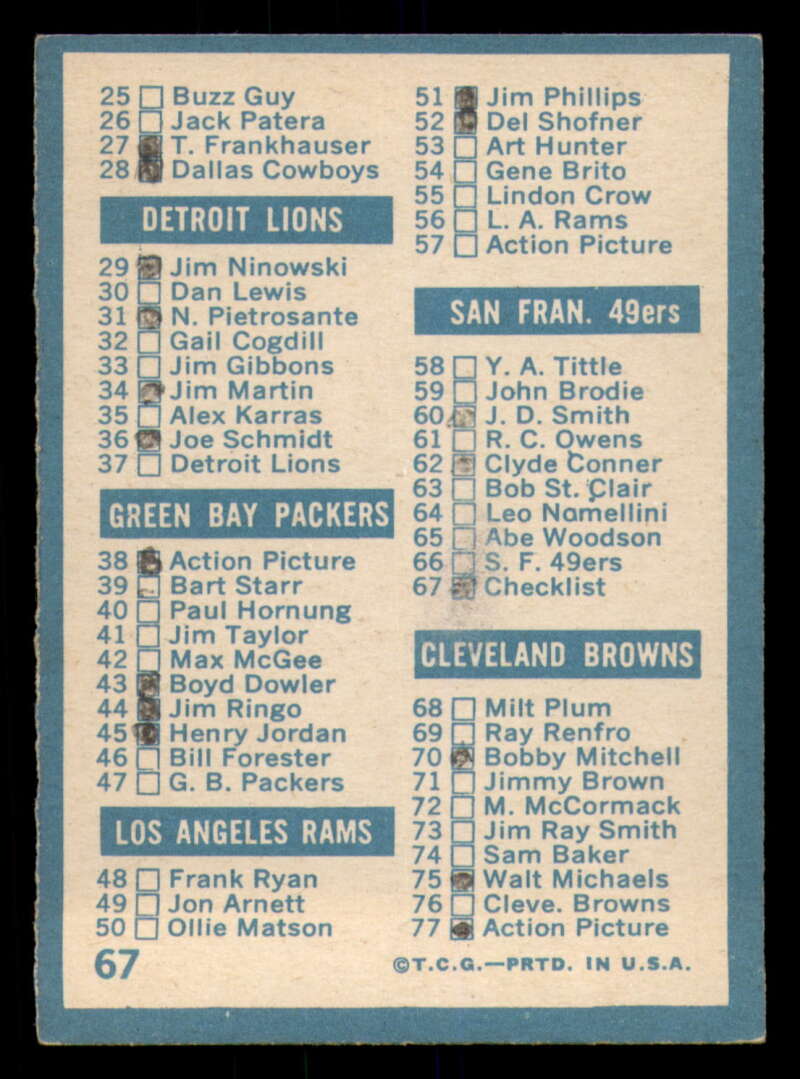 25 Buzz Guy
26 Jack Patera
27 T. Frankhauser
28 Dallas Cowboys
DETROIT LIONS
29 Jim Ninowski
30 Dan Lewis
31 N. Pietrosante
32 Gail Cogdill
33 Jim Gibbons
34 Jim Martin
35 Alex Karras
36 Joe Schmidt
37 Detroit Lions
GREEN BAY PACKERS
38 Action Picture
39 Bart Starr
40 Paul Hornung
41 Jim Taylor
42 Max McGee
43 Boyd Dowler
44 Jim Ringo
45 Henry Jordan
46 Bill Forester
47 G. B. Packers
LOS ANGELES RAMS
48 Frank Ryan
49 Jon Arnett
50 Ollie Matson
51 Jim Phillips
52 Del Shofner
53 Art Hunter
54 Gene Brito
55 Lindon Crow
56 L. A. Rams
57 Action Picture
SAN FRAN. 49ers
58 Y. A. Tittle
59 John Brodie
60 J. D. Smith
61 R. C. Owens
62 Clyde Conner
63 Bob St. Clair
64 Leo Nomellini
65 Abe Woodson
66 S. F. 49ers
67 Checklist
CLEVELAND BROWNS
68 Milt Plum
69 Ray Renfro
70 Bobby Mitchell
71 Jimmy Brown
72 M. McCormack
73 Jim Ray Smith
74 Sam Baker
75 Walt Michaels
76 Cleve. Browns
77 Action Picture
67
©T.C.G.—PRTD. IN U.S.A.